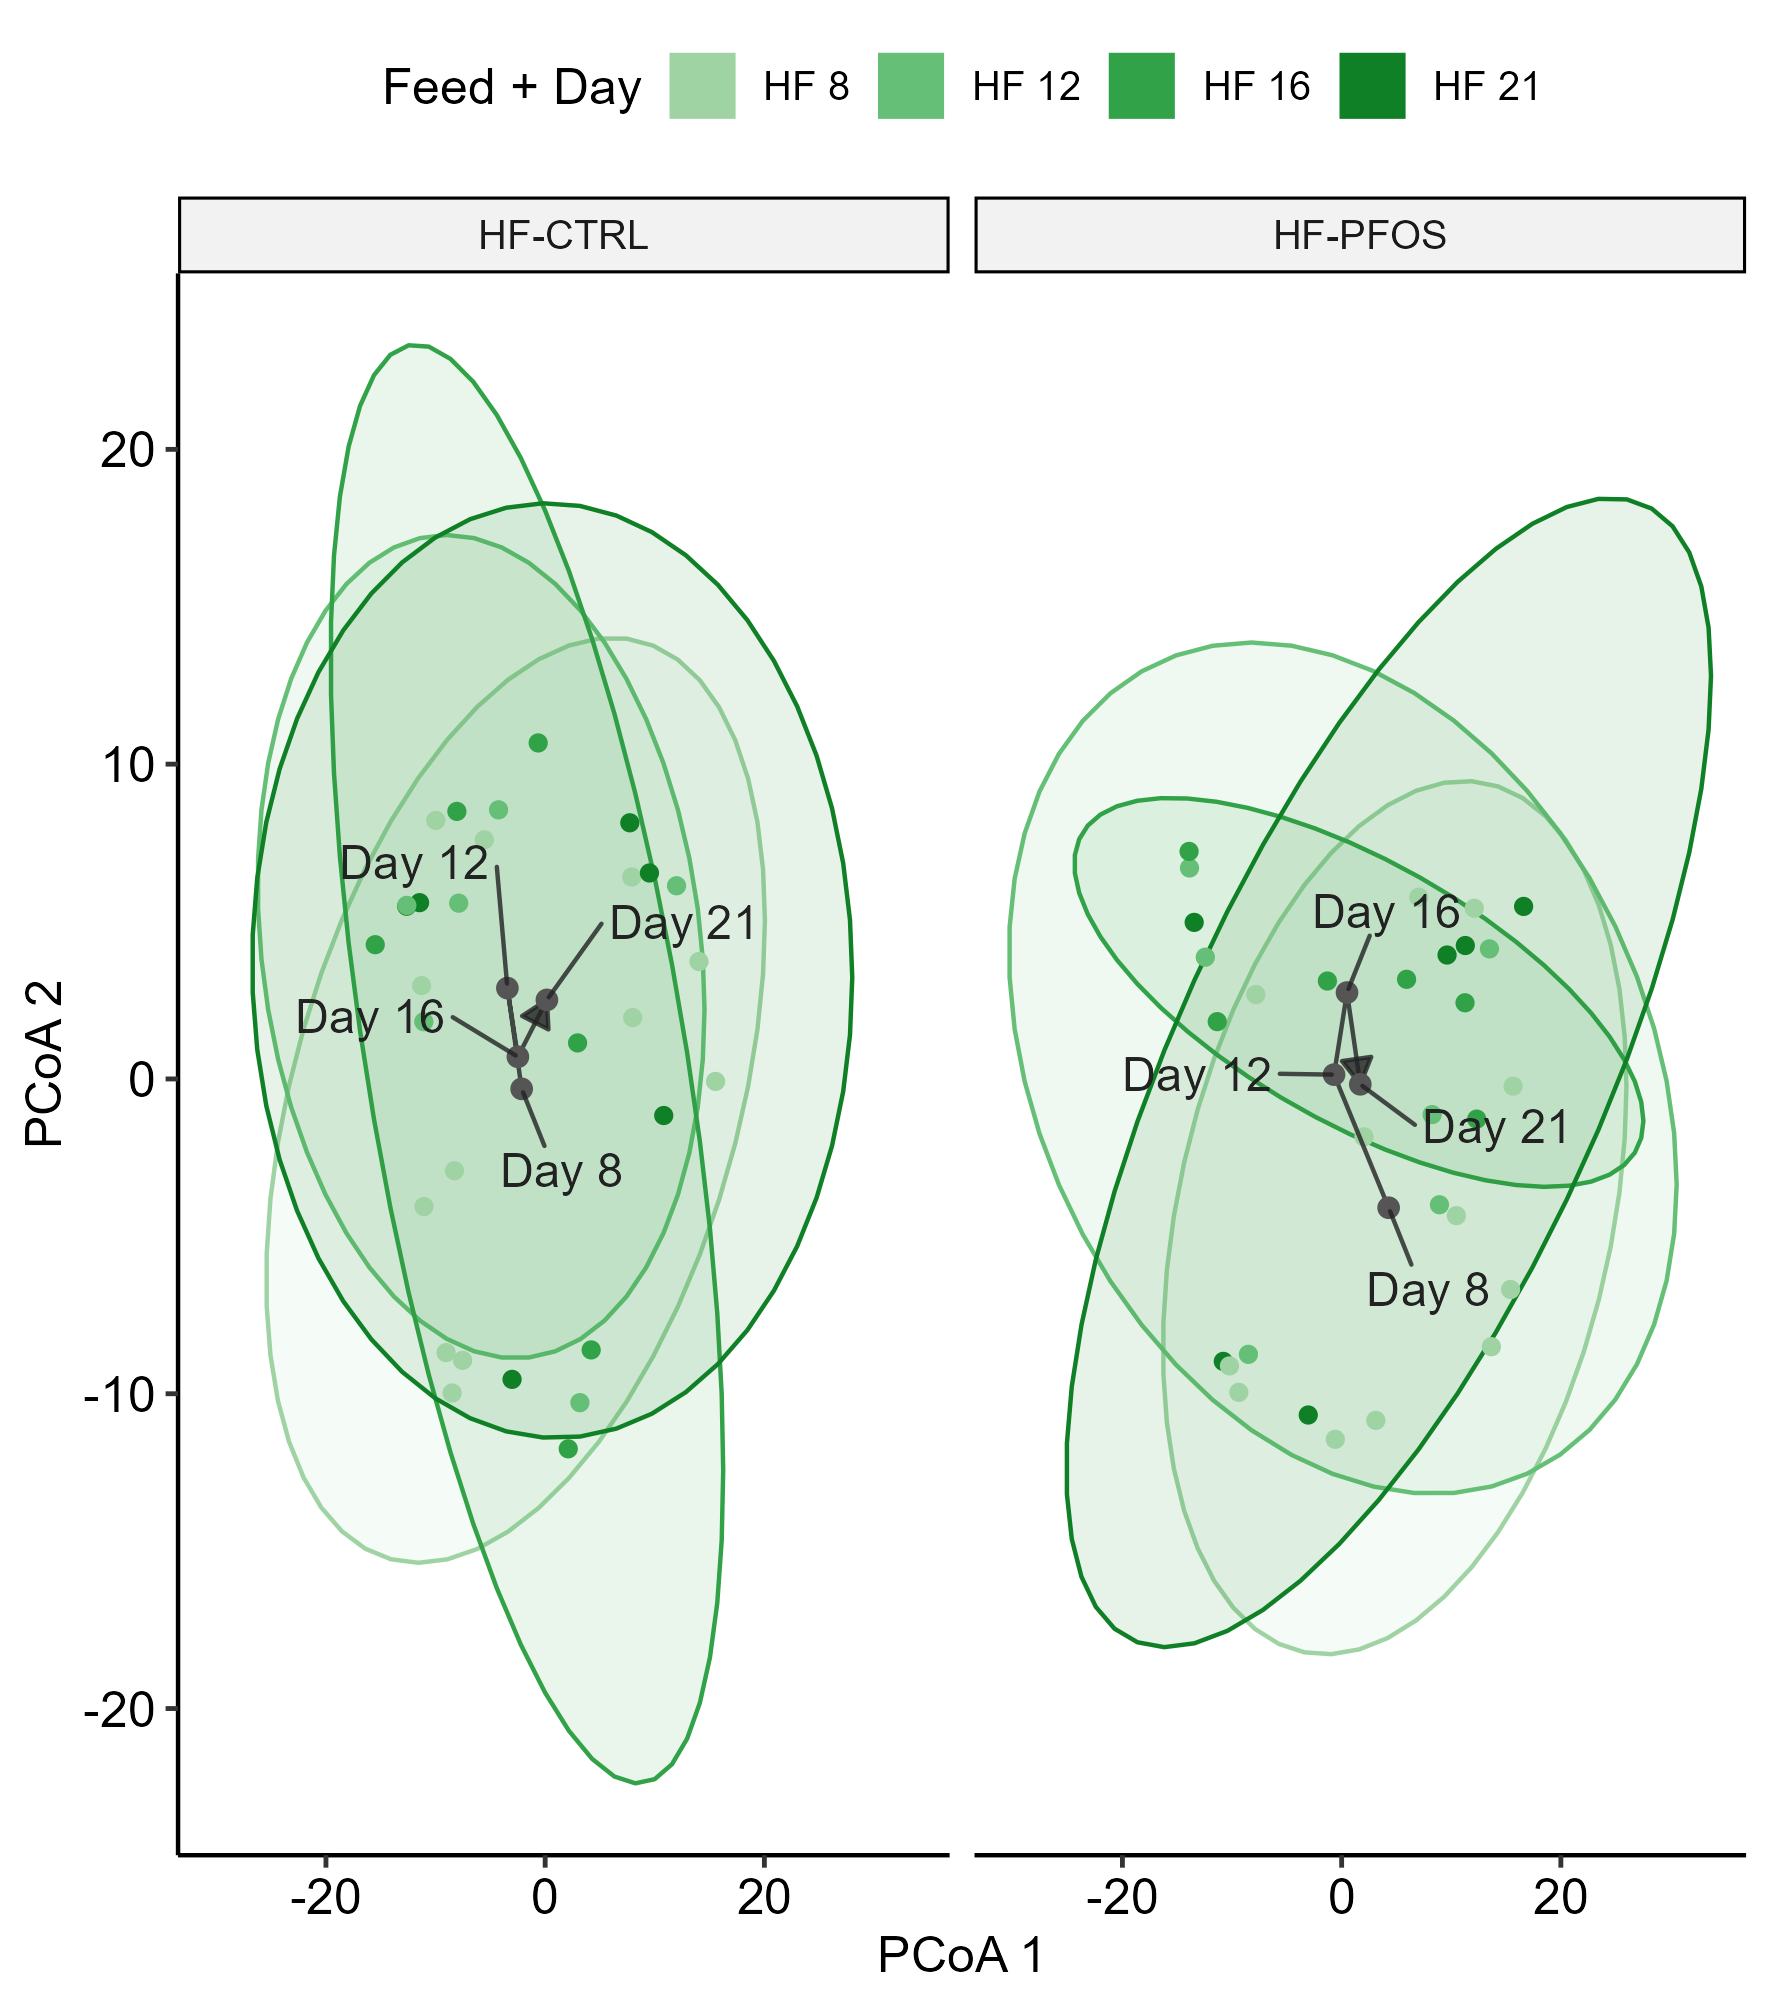 Feed + Day HF 8 HF 12 HF 16 HF 21
HF-CTRL HF-PFOS
20
10
0
-10
-20
PCoA 2
Day 12
Day 21
Day 16
Day 8
Day 16
Day 12
Day 21
Day 8
-20 0 20 -20 0 20
PCoA 1